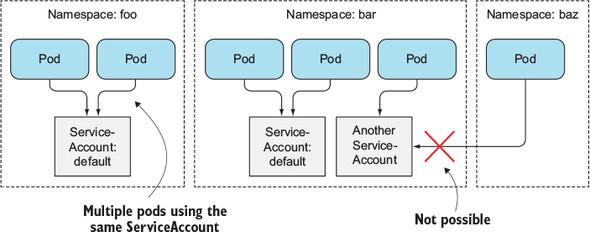 Namespace: foo
Pod
Pod
Service-
Account:
default
Multiple pods using the
same ServiceAccount
Namespace: bar
Pod
Pod
Pod
Service-
Account:
default
Another
Service-
Account
Namespace: baz
Pod
Not possible